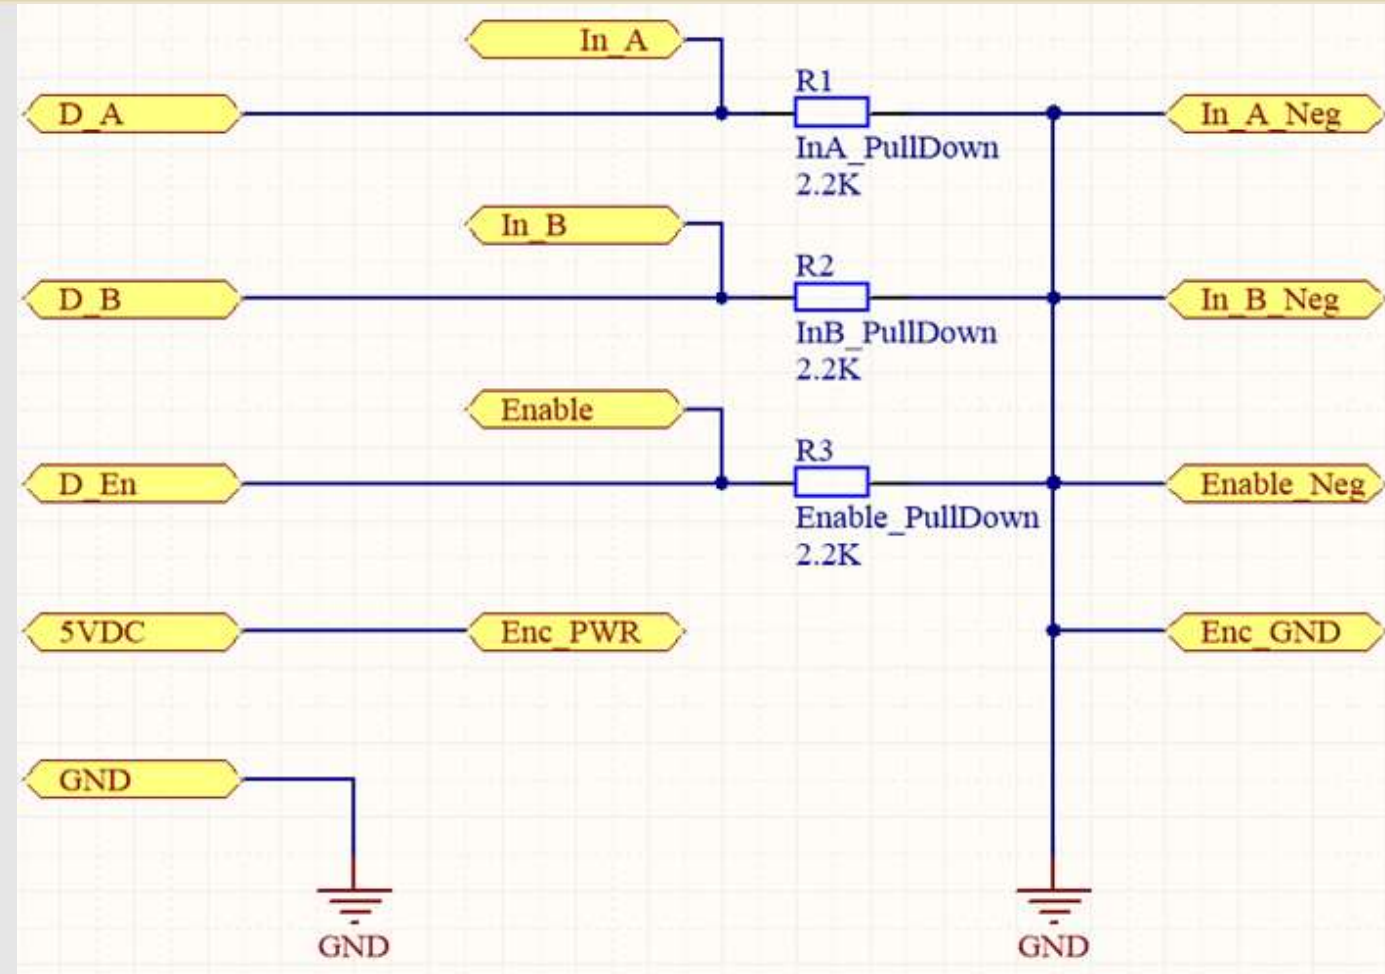 In_A
D_A
R1
In_A_Neg
InA_PullDown
2.2K
In_B
D_B
R2
In_B_Neg
InB_PullDown
2.2K
Enable
D_En
R3
Enable_Neg
Enable_PullDown
2.2K
5VDC
Enc_PWR
Enc_GND
GND
GND
GND